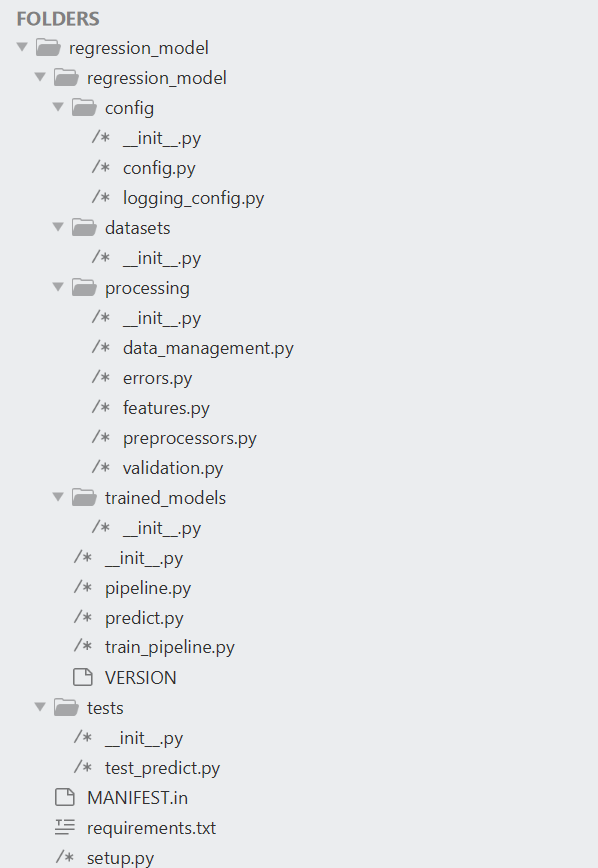 FOLDERS
regression_model
regression_model
config
/* __init__.py
/* config.py
/* logging_config.py
datasets
/* __init__.py
processing
/* __init__.py
/* data_management.py
/* errors.py
/* features.py
/* preprocessors.py
/* validation.py
trained_models
/* __init__.py
/* __init__.py
/* pipeline.py
/* predict.py
/* train_pipeline.py
VERSION
tests
/* __init__.py
/* test_predict.py
MANIFEST.in
requirements.txt
/* setup.py